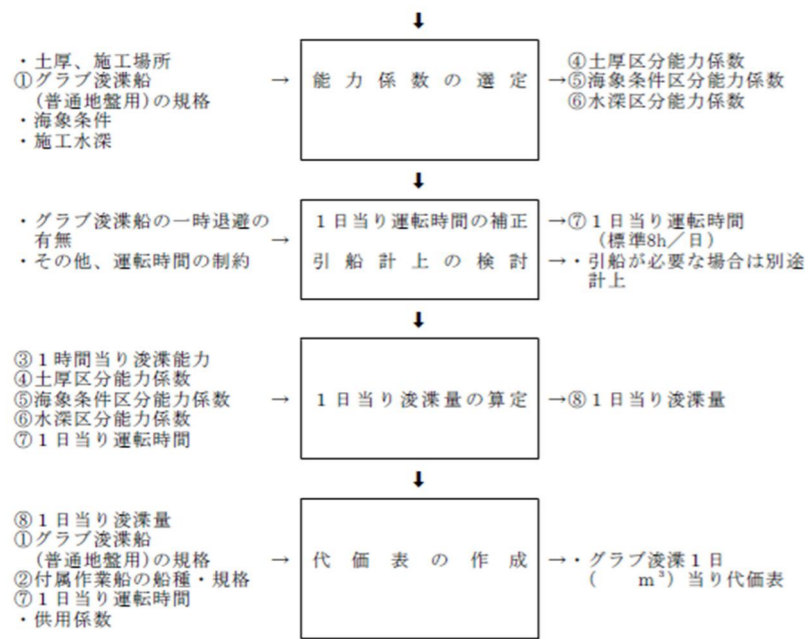 ⬇
・土厚、施工場所
①グラブ浚渫船
(普通地盤用)の規格
・海象条件
・施工水深
→
能力係数の選定
→
④土厚区分能力係数
⑤海象条件区分能力係数
⑥水深区分能力係数
⬇
・グラブ浚渫船の一時退避の
有無
・その他、運転時間の制約
→
1日当り運転時間の補正
引船計上の検討
→⑦1日当り運転時間
(標準8h／日)
→・引船が必要な場合は別途
計上
⬇
③1時間当り浚渫能力
④土厚区分能力係数
⑤海象条件区分能力係数
⑥水深区分能力係数
⑦1日当り運転時間
→
1日当り浚渫量の算定
→⑧1日当り浚渫量
⬇
⑧1日当り浚渫量
①グラブ浚渫船
(普通地盤用)の規格
②付属作業船の船種・規格
⑦1日当り運転時間
・供用係数
→
代価表の作成
→・グラブ浚渫1日
(　　m³)当り代価表